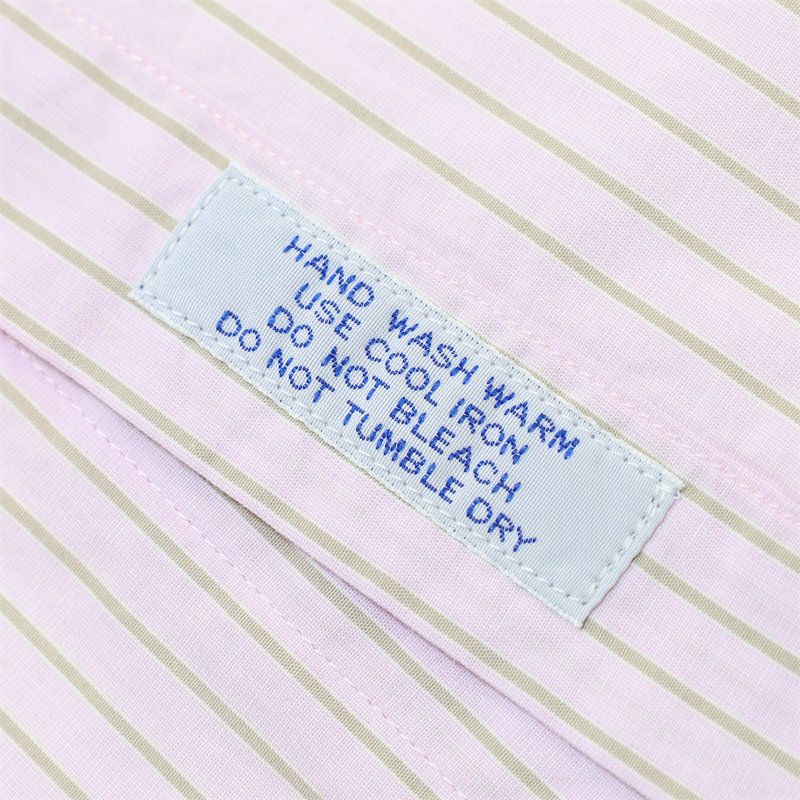 HAND WASH WARM
USE COOL IRON
DO NOT BLEACH
DO NOT TUMBLE DRY